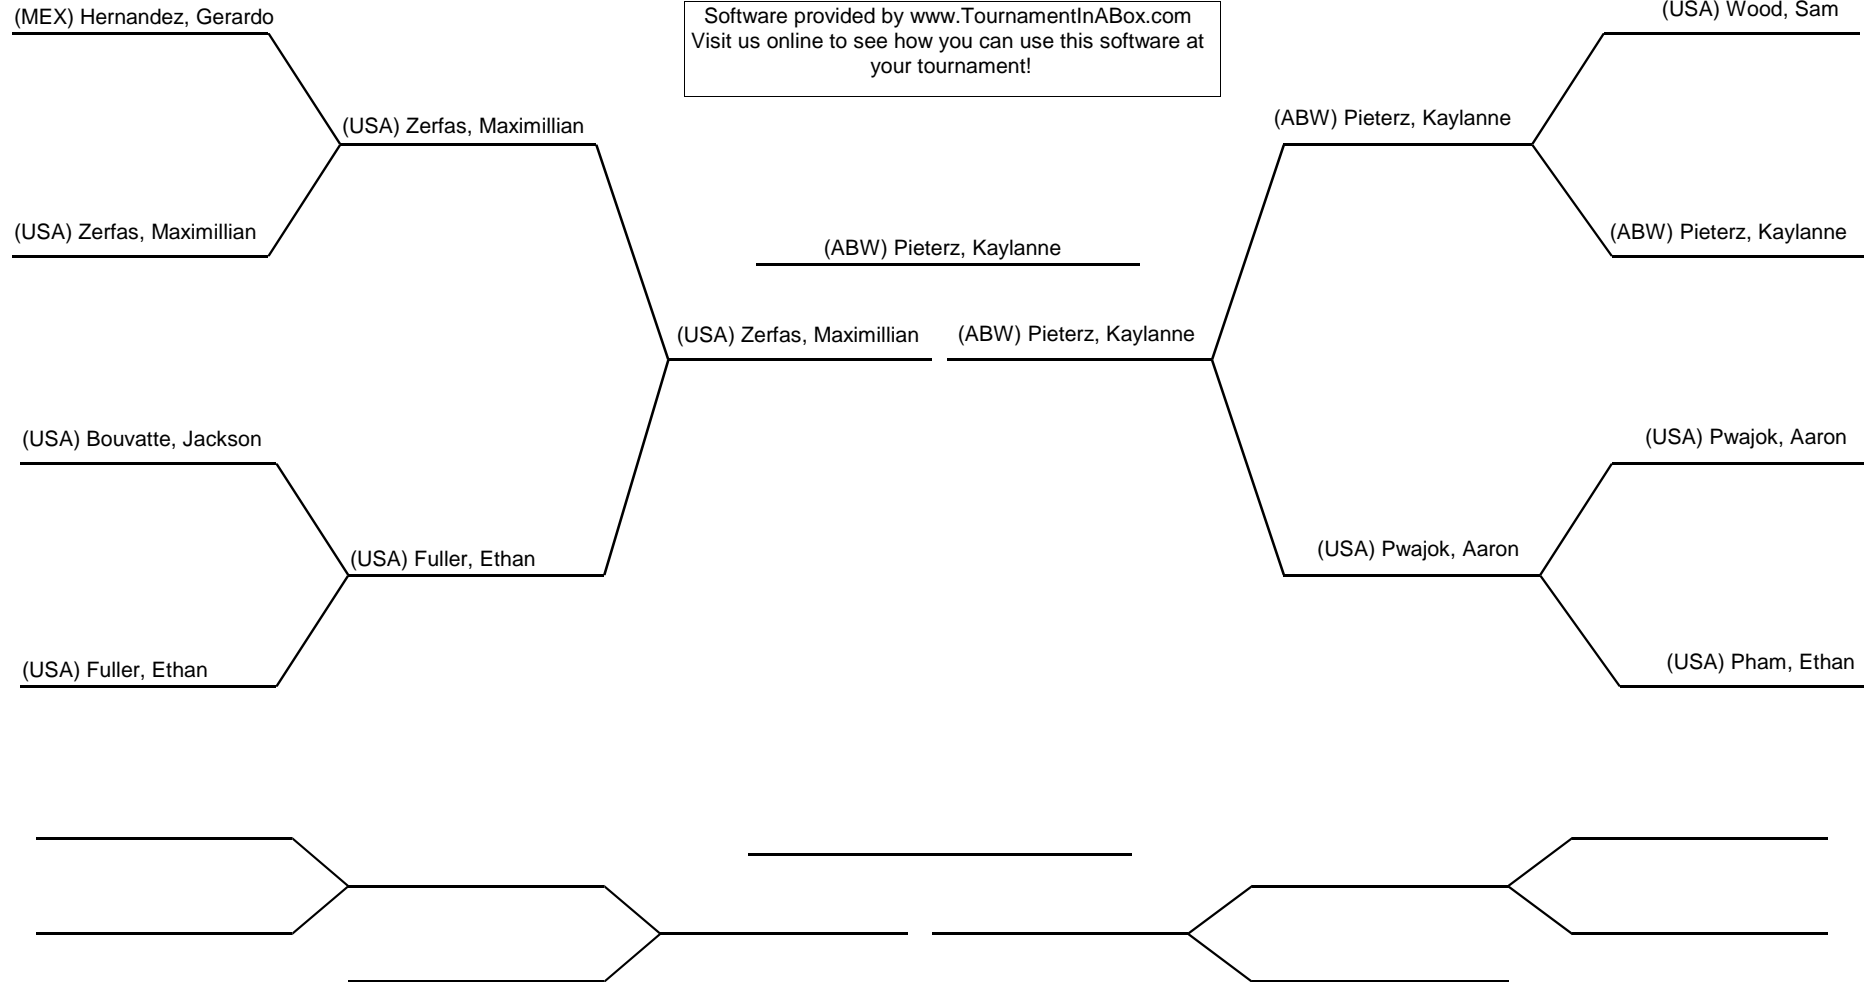 (MEX) Hernandez, Gerardo
Software provided by www.TournamentInABox.com
Visit us online to see how you can use this software at
your tournament!
(USA) Wood, Sam
(USA) Zerfas, Maximillian
(ABW) Pieterz, Kaylanne
(USA) Zerfas, Maximillian
(ABW) Pieterz, Kaylanne
(ABW) Pieterz, Kaylanne
(USA) Zerfas, Maximillian
(ABW) Pieterz, Kaylanne
(USA) Bouvatte, Jackson
(USA) Pwajok, Aaron
(USA) Fuller, Ethan
(USA) Pwajok, Aaron
(USA) Fuller, Ethan
(USA) Pham, Ethan